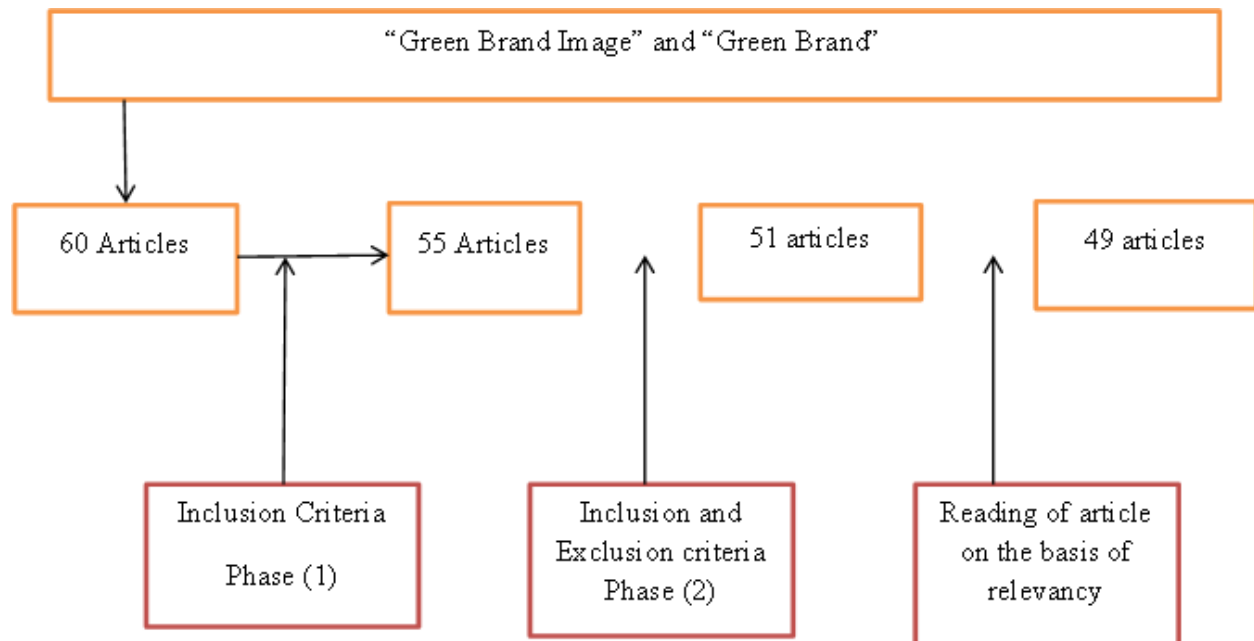 “Green Brand Image” and “Green Brand”
60 Articles
55 Articles
51 articles
49 articles
Inclusion Criteria
Phase (1)
Inclusion and
Exclusion criteria
Phase (2)
Reading of article
on the basis of
relevancy